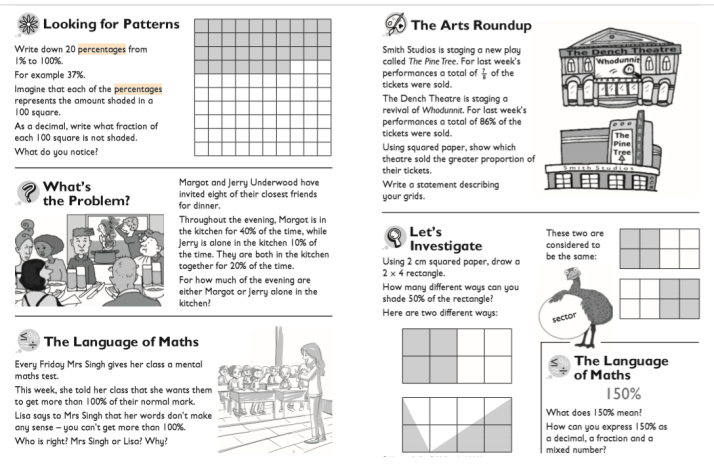 Looking for Patterns
Write down 20 percentages from
1% to 100%.
For example 37%.
Imagine that each of the percentages
represents the amount shaded in a
100 square.
As a decimal, write what fraction of
each 100 square is not shaded.
What do you notice?
?
What's
the Problem?
Margot and Jerry Underwood have
invited eight of their closest friends
for dinner.
Throughout the evening, Margot is in
the kitchen for 40% of the time, while
Jerry is alone in the kitchen 10% of
the time. They are both in the kitchen
together for 20% of the time.
For how much of the evening are
either Margot or Jerry alone in the
kitchen?
≤ ÷
The Language of Maths
Every Friday Mrs Singh gives her class a mental
maths test.
This week, she told her class that she wants them
to get more than 100% of their normal mark.
Lisa says to Mrs Singh that her words don't make
any sense – you can't get more than 100%.
Who is right? Mrs Singh or Lisa? Why?
The Arts Roundup
Smith Studios is staging a new play
called The Pine Tree. For last week's
performances a total of 7/8 of the
tickets were sold.
The Dench Theatre is staging a
revival of Whodunnit. For last week's
performances a total of 86% of the
tickets were sold.
Using squared paper, show which
theatre sold the greater proportion of
their tickets.
Write a statement describing
your grids.
The Dench Theatre
Whodunnit
The
Pine
Tree
Smith Studios
Let's
Investigate
Using 2 cm squared paper, draw a
2 × 4 rectangle.
How many different ways can you
shade 50% of the rectangle?
Here are two different ways:
These two are
considered to
be the same:
sector
≤ ÷
The Language
of Maths
150%
What does 150% mean?
How can you express 150% as
a decimal, a fraction and a
mixed number?